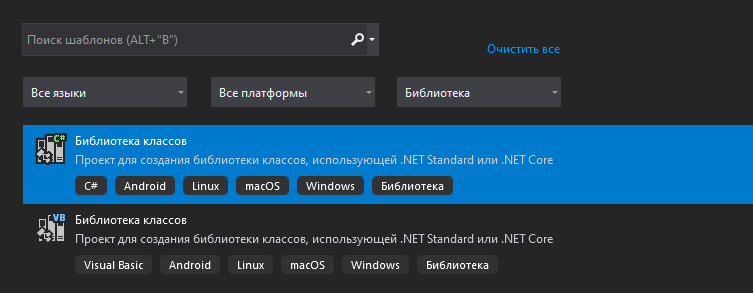 Поиск шаблонов (ALT+"B")
Очистить все
Все языки
Все платформы
Библиотека
C#
Библиотека классов
Проект для создания библиотеки классов, использующей .NET Standard или .NET Core
C# Android Linux macOS Windows Библиотека
VB
Библиотека классов
Проект для создания библиотеки классов, использующей .NET Standard или .NET Core
Visual Basic Android Linux macOS Windows Библиотека